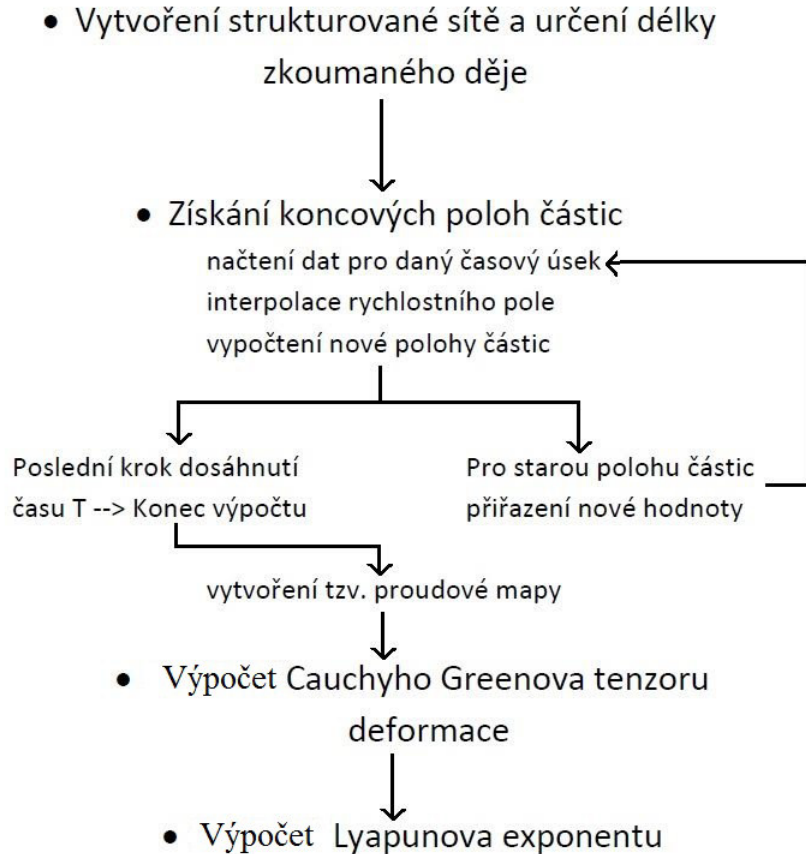 • Vytvoření strukturované sítě a určení délky
zkoumaného děje
• Získání koncových poloh částic
načtení dat pro daný časový úsek
interpolace rychlostního pole
vypočtení nové polohy částic
Poslední krok dosáhnutí
času T --> Konec výpočtu
Pro starou polohu částic
přiřazení nové hodnoty
vytvoření tzv. proudové mapy
• Výpočet Cauchyho Greenova tenzoru
deformace
• Výpočet Lyapunova exponentu